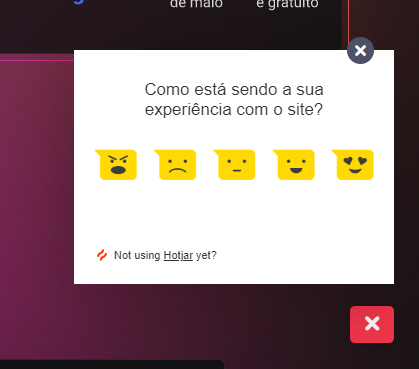 de maio e gratuito
Como está sendo a sua
experiência com o site?
Not using Hotjar yet?